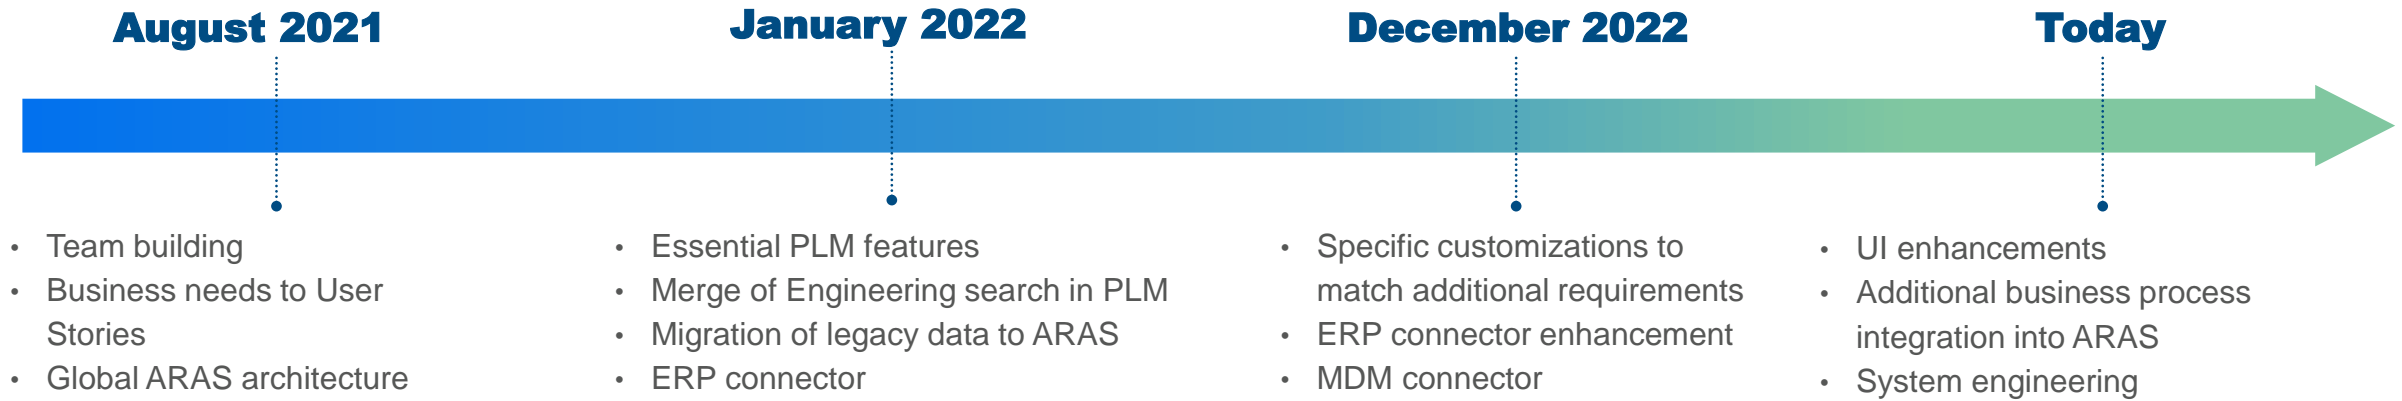 August 2021
January 2022
December 2022
Today
• Team building
• Business needs to User
Stories
• Global ARAS architecture
• Essential PLM features
• Merge of Engineering search in PLM
• Migration of legacy data to ARAS
• ERP connector
• Specific customizations to
match additional requirements
• ERP connector enhancement
• MDM connector
• UI enhancements
• Additional business process
integration into ARAS
• System engineering